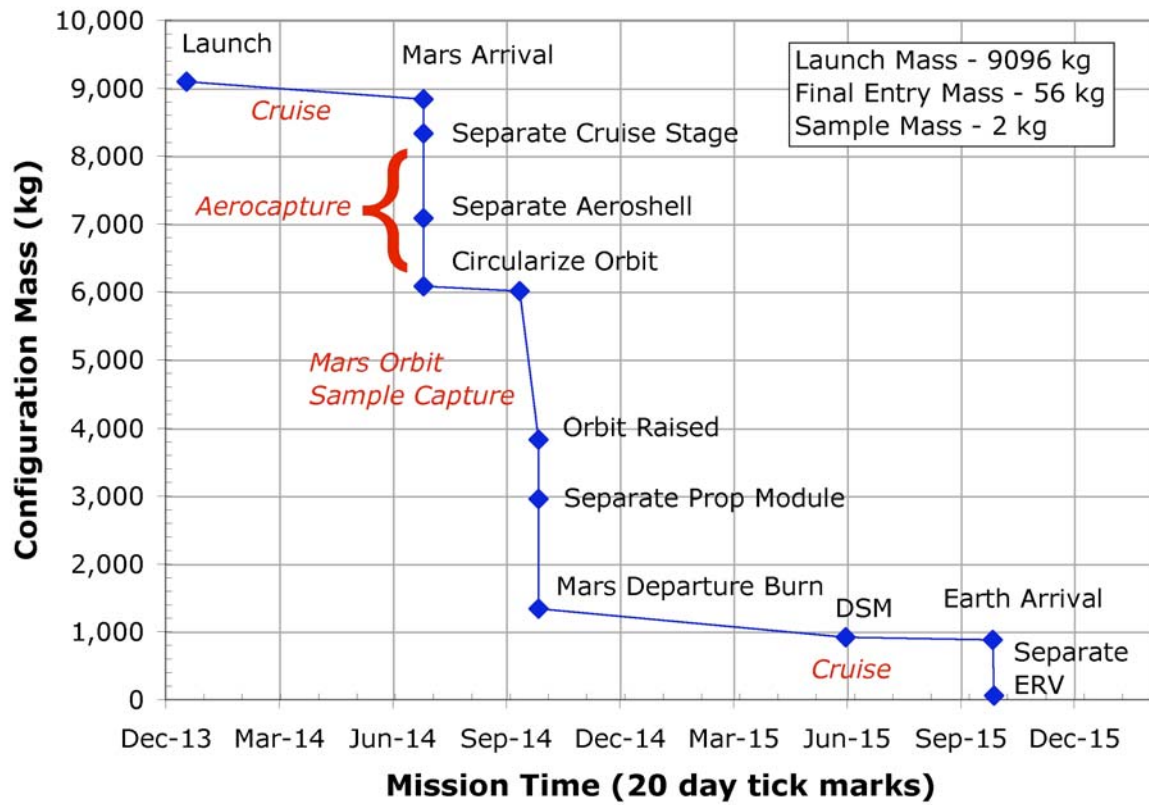 10,000
9,000
8,000
7,000
6,000
5,000
4,000
3,000
2,000
1,000
0
Configuration Mass (kg)
Launch
Mars Arrival
Launch Mass - 9096 kg
Final Entry Mass - 56 kg
Sample Mass - 2 kg
Cruise
Separate Cruise Stage
Aerocapture
Separate Aeroshell
Circularize Orbit
Mars Orbit
Sample Capture
Orbit Raised
Separate Prop Module
Mars Departure Burn
DSM
Earth Arrival
Cruise
Separate
ERV
Dec-13 Mar-14 Jun-14 Sep-14 Dec-14 Mar-15 Jun-15 Sep-15 Dec-15
Mission Time (20 day tick marks)